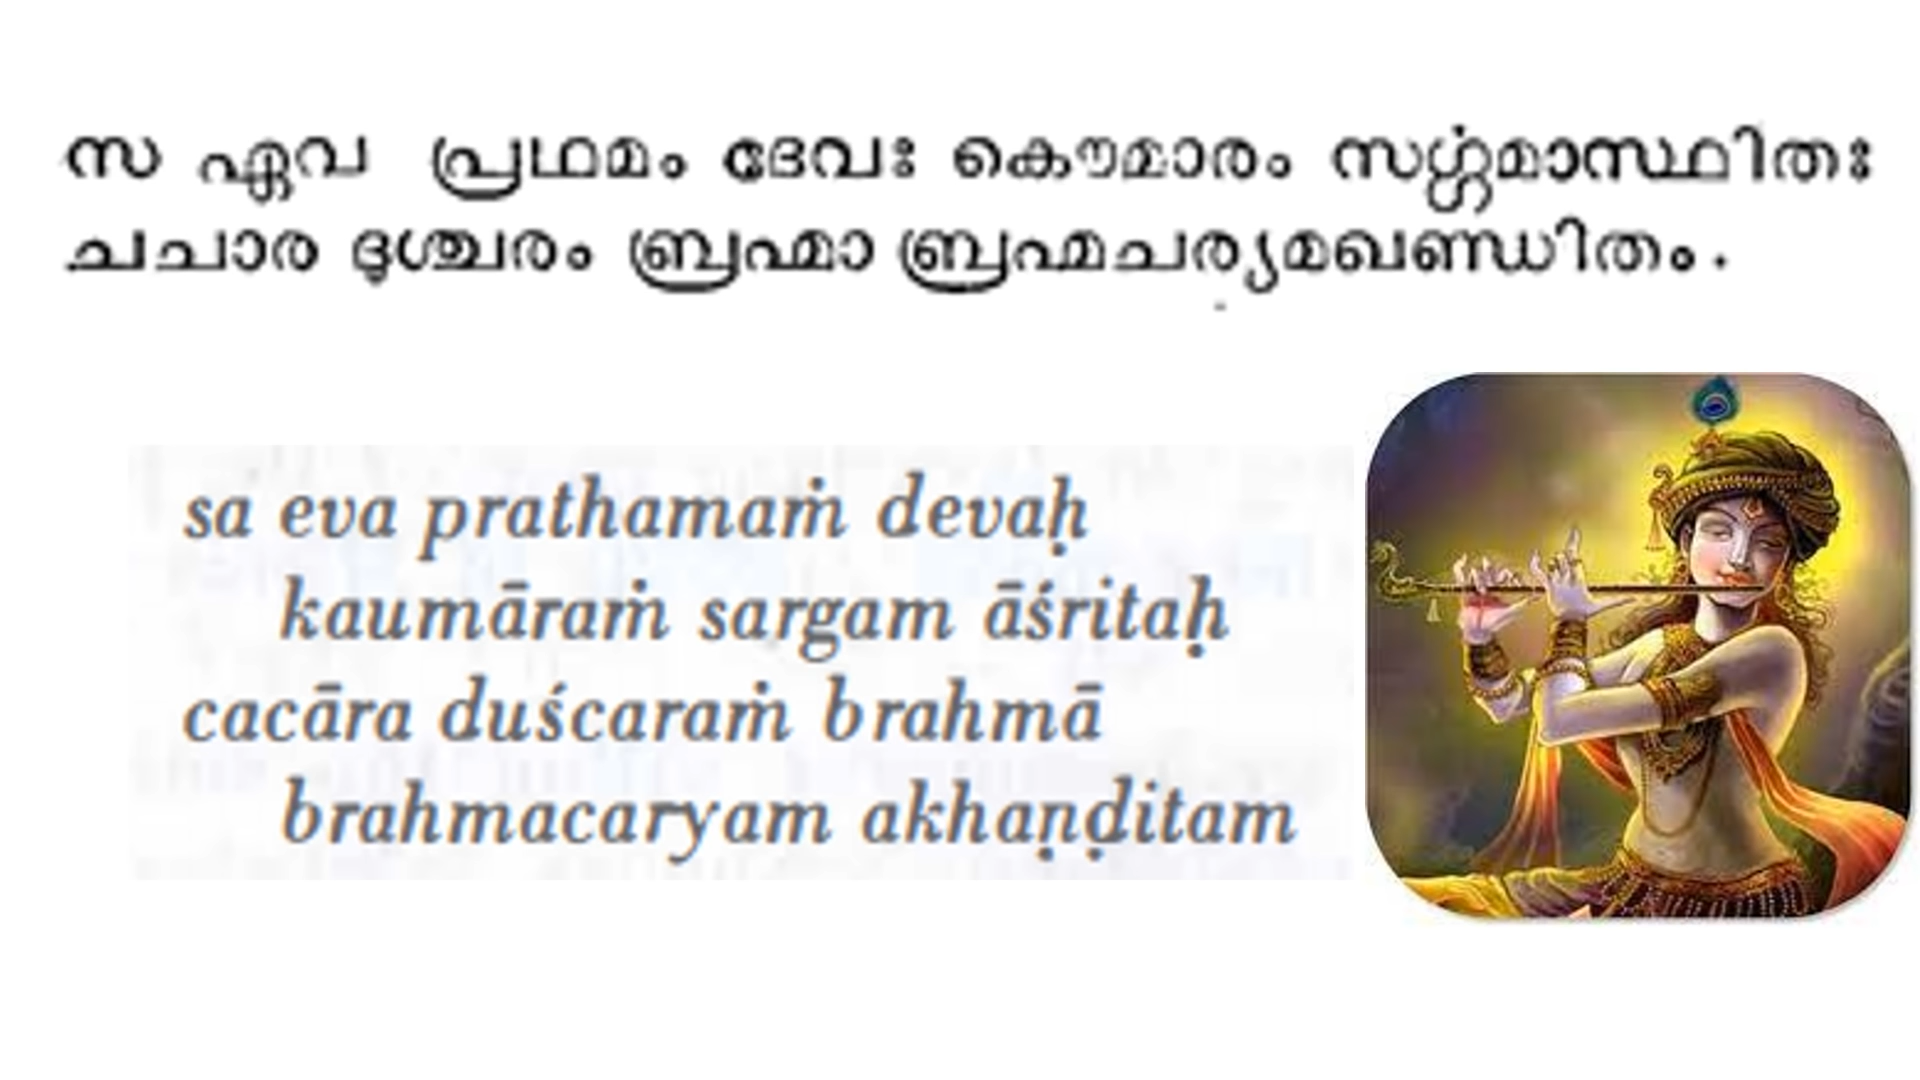 സ ഏവ പ്രഥമം ദേവഃ കൌമാരം സൎഗ്ഗമാസ്ഥിതഃ
ചചാര ദുശ്ചരം ബ്രഹ്മാ ബ്രഹ്മചര്യമഖണ്ഡിതം.
sa eva prathamaṁ devaḥ
kaumāraṁ sargam āśritaḥ
cacāra duścaraṁ brahmā
brahmacaryam akhaṇḍitam